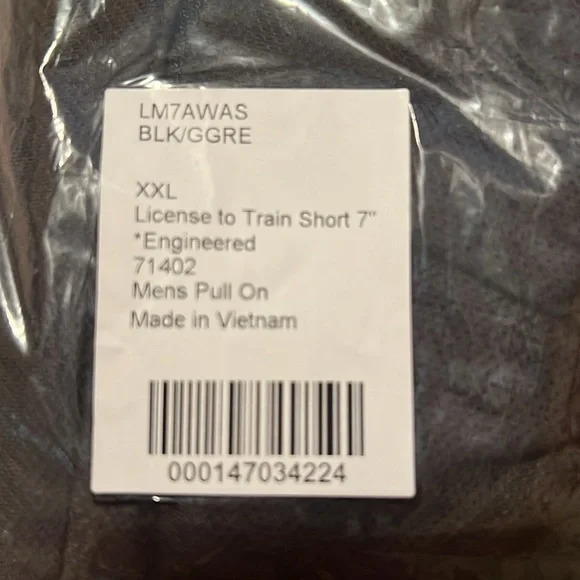 LM7AWAS
BLK/GGRE
XXL
License to Train Short 7"
*Engineered
71402
Mens Pull On
Made in Vietnam
000147034224